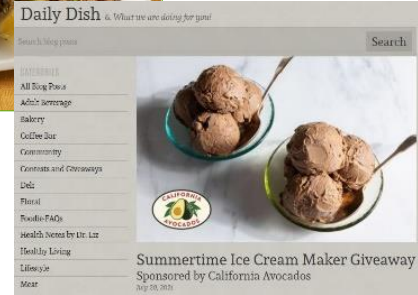 Daily Dish & What we are doing for you!
Search blog posts
Search
CATEGORIES
All Blog Posts
Adult Beverage
Bakery
Coffee Bar
Community
Contests and Giveaways
Deli
Floral
Foodie FAQs
Health Notes by Dr. Liz
Healthy Living
Lifestyle
Meat
CALIFORNIA
AVOCADOS
Summertime Ice Cream Maker Giveaway
Sponsored by California Avocados